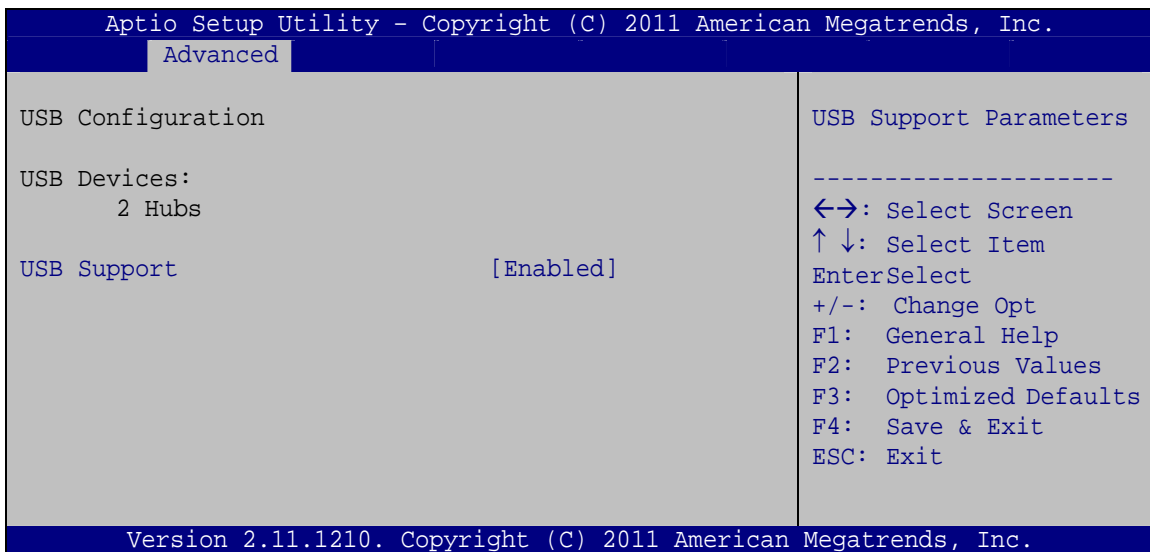 Aptio Setup Utility – Copyright (C) 2011 American Megatrends, Inc.
Advanced
USB Configuration
USB Devices:
2 Hubs
USB Support [Enabled]
USB Support Parameters
---------------------
←→: Select Screen
↑ ↓: Select Item
EnterSelect
+/-: Change Opt
F1: General Help
F2: Previous Values
F3: Optimized Defaults
F4: Save & Exit
ESC: Exit
Version 2.11.1210. Copyright (C) 2011 American Megatrends, Inc.